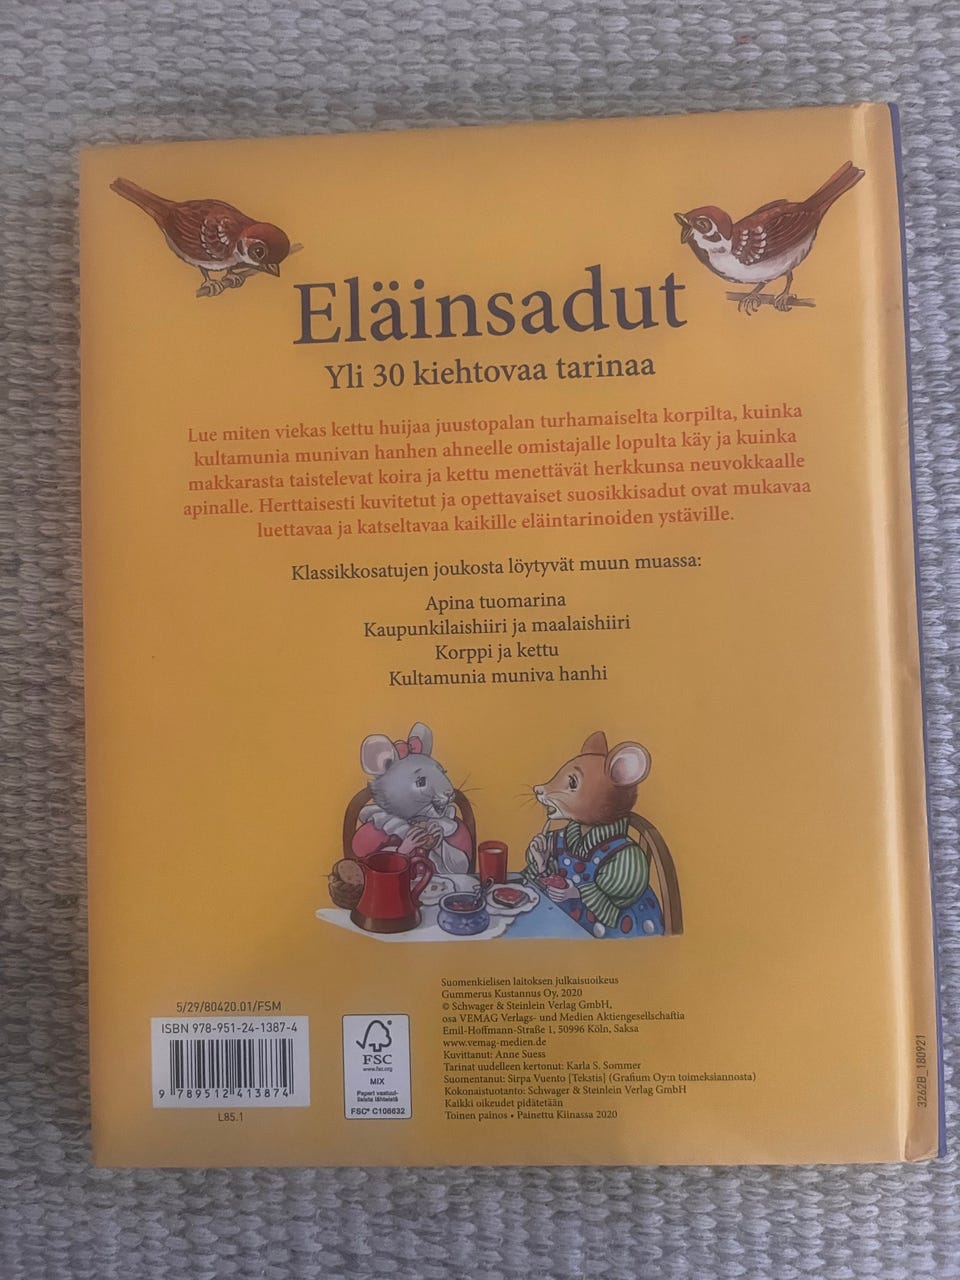 Eläinsadut
Yli 30 kiehtovaa tarinaa
Lue miten viekas kettu huijaa juustopalan turhamaiselta korpilta, kuinka
kultamunia munivan hanhen ahneelle omistajalle lopulta käy ja kuinka
makkarasta taistelevat koira ja kettu menettävät herkkunsa neuvokkaalle
apinalle. Herttaisesti kuvitetut ja opettavaiset suosikkisadut ovat mukavaa
luettavaa ja katseltavaa kaikille eläintarinoiden ystäville.
Klassikkosatujen joukosta löytyvät muun muassa:
Apina tuomarina
Kaupunkilaishiiri ja maalaishiiri
Korppi ja kettu
Kultamunia muniva hanhi
5/29/80420.01/FSM
ISBN 978-951-24-1387-4
9 789512 413874
L85.1
FSC
www.fsc.org
MIX
Paperi vastuul-
lisista lähteistä
FSC® C106632
Suomenkielisen laitoksen julkaisuoikeus
Gummerus Kustannus Oy, 2020
© Schwager & Steinlein Verlag GmbH,
osa VEMAG Verlags- und Medien Aktiengesellschaftia
Emil-Hoffmann-Straße 1, 50996 Köln, Saksa
www.vemag-medien.de
Kuvittanut: Anne Suess
Tarinat uudelleen kertonut: Karla S. Sommer
Suomentanut: Sirpa Vuento [Tekstis] (Grafium Oy:n toimeksiannosta)
Kokonaistuotanto: Schwager & Steinlein Verlag GmbH
Kaikki oikeudet pidätetään
Toinen painos • Painettu Kiinassa 2020
3262B_180921